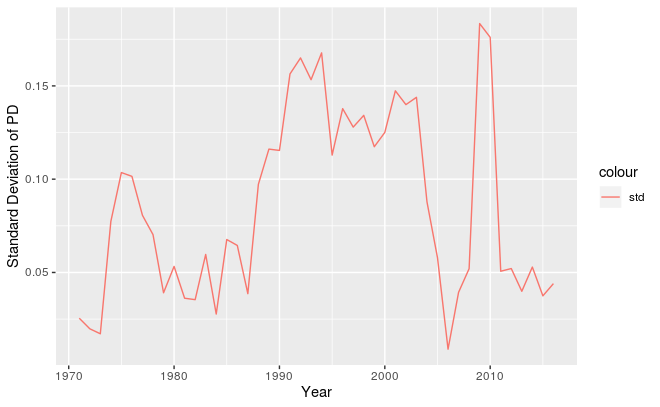 Standard Deviation of PD
0.15
0.10
0.05
1970 1980 1990 2000 2010
Year
colour
std